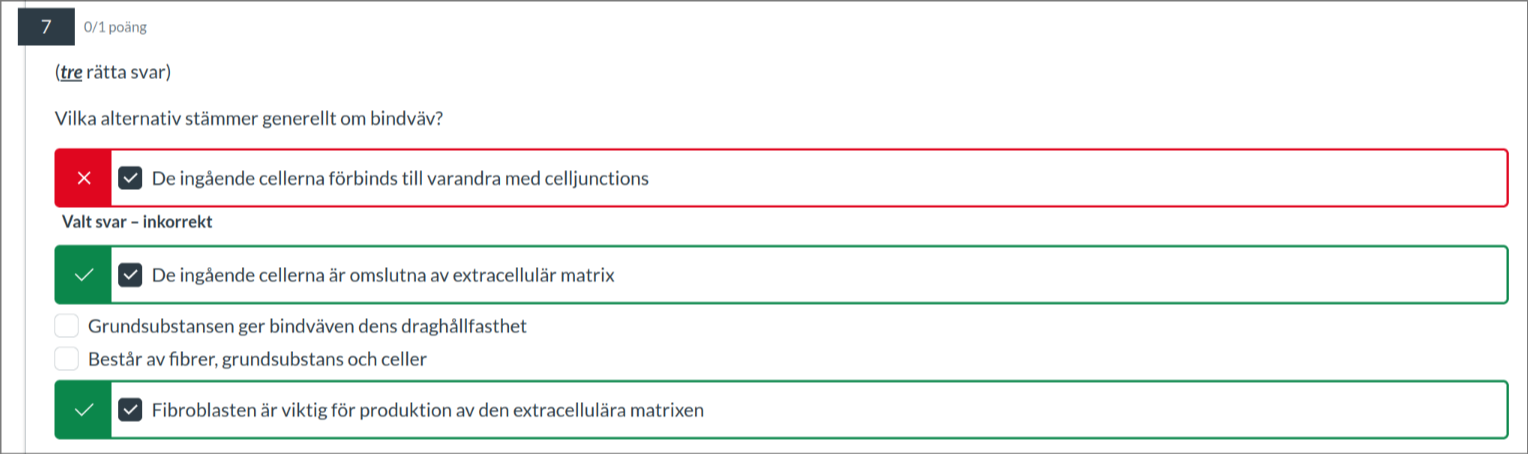 7
0/1 poäng
(tre rätta svar)
Vilka alternativ stämmer generellt om bindväv?
De ingående cellerna förbinds till varandra med celljunctions
Valt svar – inkorrekt
De ingående cellerna är omslutna av extracellulär matrix
Grundsubstansen ger bindväven dens draghållfasthet
Består av fibrer, grundsubstans och celler
Fibroblasten är viktig för produktion av den extracellulära matrixen